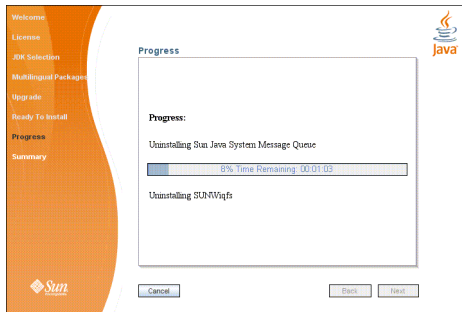 Welcome
License
JDK Selection
Multilingual Packages
Upgrade
Ready To Install
Progress
Summary
Sun
Java
Progress
Progress:
Uninstalling Sun Java System Message Queue
8% Time Remaining: 00:01:03
Uninstalling SUNWiqfs
Cancel
Back
Next